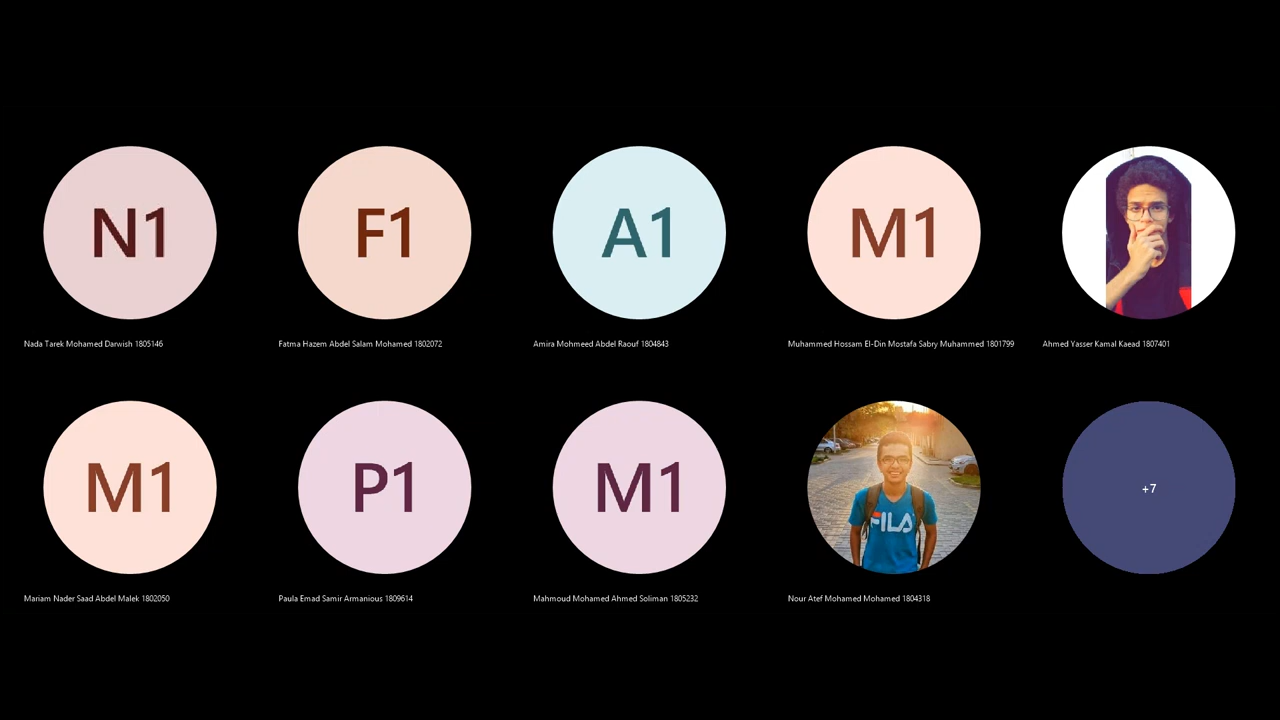 N1
F1
A1
M1
Nada Tarek Mohamed Darwish 1805146
Fatma Hazem Abdel Salam Mohamed 1802072
Amira Mohmeed Abdel Raouf 1804843
Muhammed Hossam El-Din Mostafa Sabry Muhammed 1801799
Ahmed Yasser Kamal Kaead 1807401
M1
P1
M1
FILA
+7
Mariam Nader Saad Abdel Malek 1802050
Paula Emad Samir Armanious 1809614
Mahmoud Mohamed Ahmed Soliman 1805232
Nour Atef Mohamed Mohamed 1804318